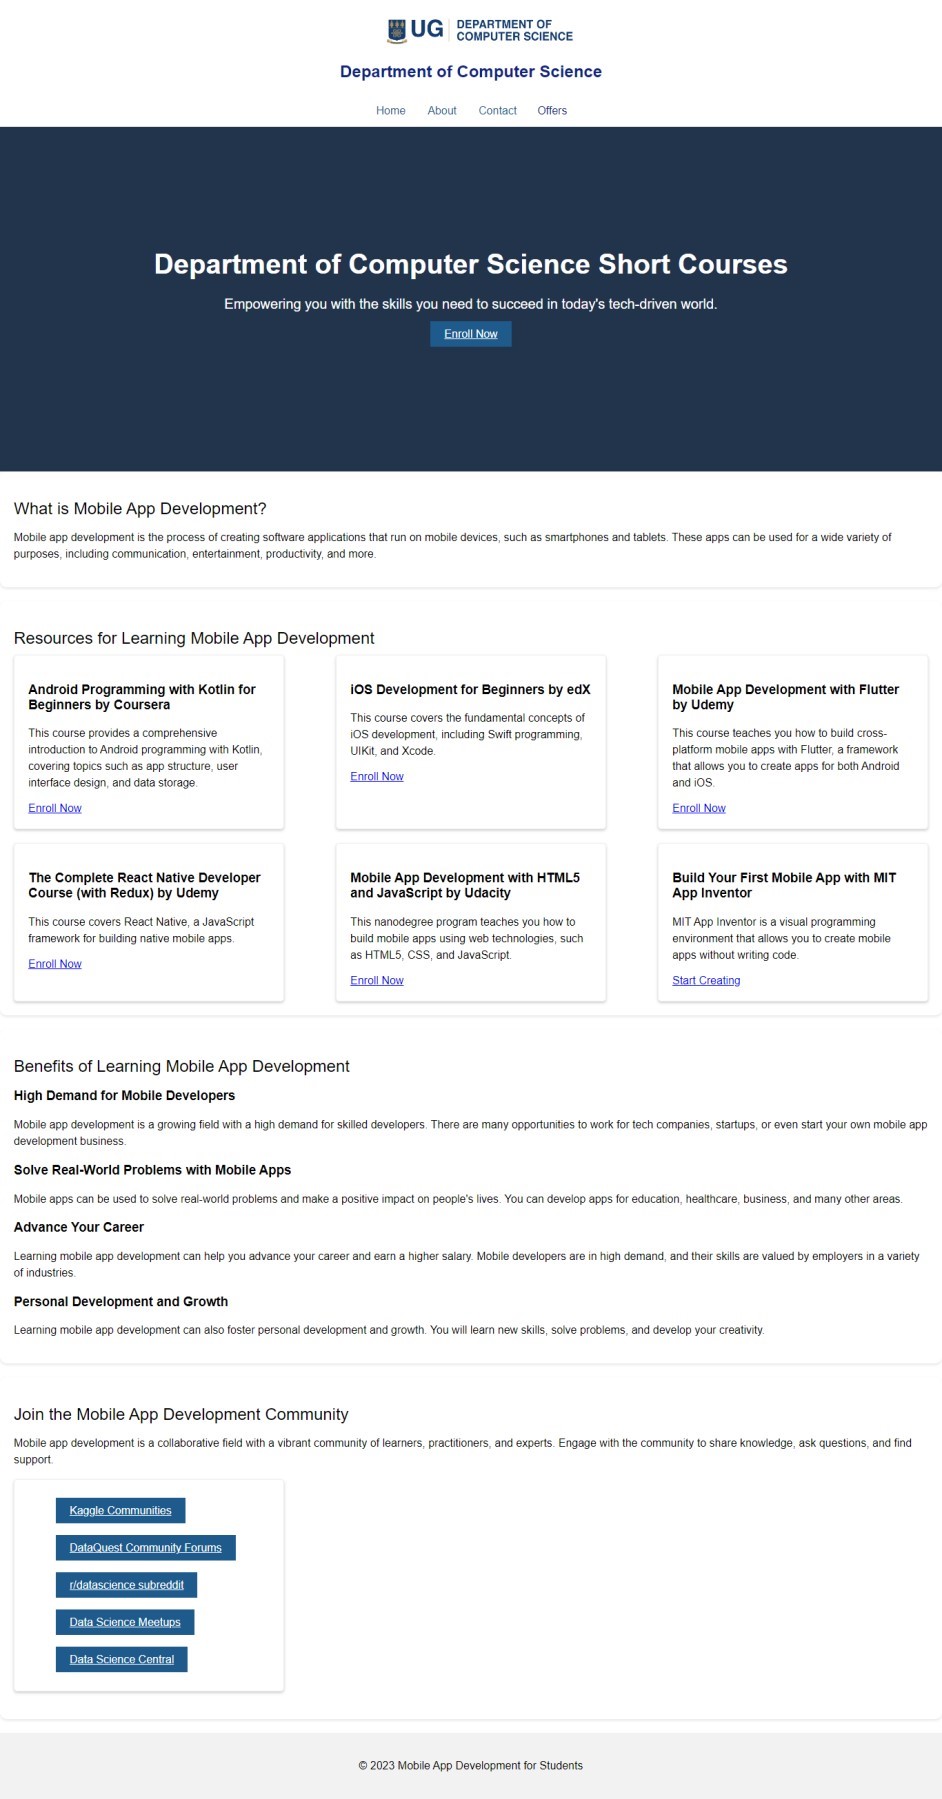 UG DEPARTMENT OF
COMPUTER SCIENCE
Department of Computer Science
Home About Contact Offers
Department of Computer Science Short Courses
Empowering you with the skills you need to succeed in today's tech-driven world.
Enroll Now
What is Mobile App Development?
Mobile app development is the process of creating software applications that run on mobile devices, such as smartphones and tablets. These apps can be used for a wide variety of
purposes, including communication, entertainment, productivity, and more.
Resources for Learning Mobile App Development
Android Programming with Kotlin for
Beginners by Coursera
This course provides a comprehensive
introduction to Android programming with Kotlin,
covering topics such as app structure, user
interface design, and data storage.
Enroll Now
iOS Development for Beginners by edX
This course covers the fundamental concepts of
iOS development, including Swift programming,
UIKit, and Xcode.
Enroll Now
Mobile App Development with Flutter
by Udemy
This course teaches you how to build cross-
platform mobile apps with Flutter, a framework
that allows you to create apps for both Android
and iOS.
Enroll Now
The Complete React Native Developer
Course (with Redux) by Udemy
This course covers React Native, a JavaScript
framework for building native mobile apps.
Enroll Now
Mobile App Development with HTML5
and JavaScript by Udacity
This nanodegree program teaches you how to
build mobile apps using web technologies, such
as HTML5, CSS, and JavaScript.
Enroll Now
Build Your First Mobile App with MIT
App Inventor
MIT App Inventor is a visual programming
environment that allows you to create mobile
apps without writing code.
Start Creating
Benefits of Learning Mobile App Development
High Demand for Mobile Developers
Mobile app development is a growing field with a high demand for skilled developers. There are many opportunities to work for tech companies, startups, or even start your own mobile app
development business.
Solve Real-World Problems with Mobile Apps
Mobile apps can be used to solve real-world problems and make a positive impact on people's lives. You can develop apps for education, healthcare, business, and many other areas.
Advance Your Career
Learning mobile app development can help you advance your career and earn a higher salary. Mobile developers are in high demand, and their skills are valued by employers in a variety
of industries.
Personal Development and Growth
Learning mobile app development can also foster personal development and growth. You will learn new skills, solve problems, and develop your creativity.
Join the Mobile App Development Community
Mobile app development is a collaborative field with a vibrant community of learners, practitioners, and experts. Engage with the community to share knowledge, ask questions, and find
support.
Kaggle Communities
DataQuest Community Forums
r/datascience subreddit
Data Science Meetups
Data Science Central
© 2023 Mobile App Development for Students